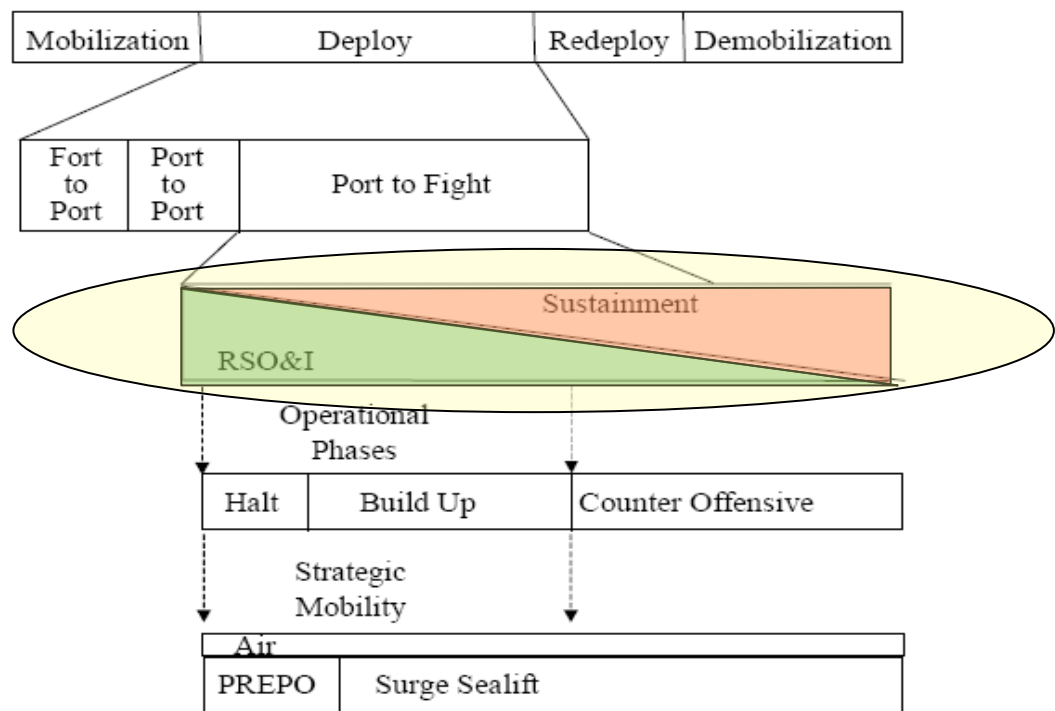 Mobilization Deploy Redeploy Demobilization
Fort
to
Port
Port
to
Port
Port to Fight
Sustainment
RSO&I
Operational
Phases
Halt Build Up Counter Offensive
Strategic
Mobility
Air
PREPO Surge Sealift